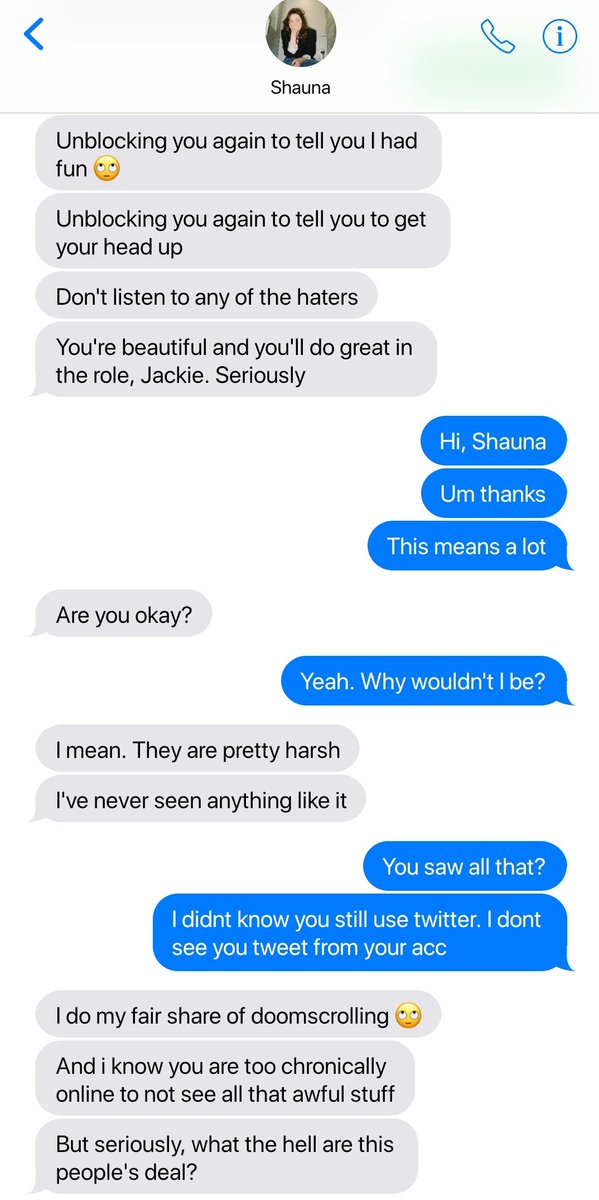 Shauna
Unblocking you again to tell you I had
fun 🙄
Unblocking you again to tell you to get
your head up
Don't listen to any of the haters
You're beautiful and you'll do great in
the role, Jackie. Seriously
Hi, Shauna
Um thanks
This means a lot
Are you okay?
Yeah. Why wouldn't I be?
I mean. They are pretty harsh
I've never seen anything like it
You saw all that?
I didnt know you still use twitter. I dont
see you tweet from your acc
I do my fair share of doomscrolling 🙄
And i know you are too chronically
online to not see all that awful stuff
But seriously, what the hell are this
people's deal?